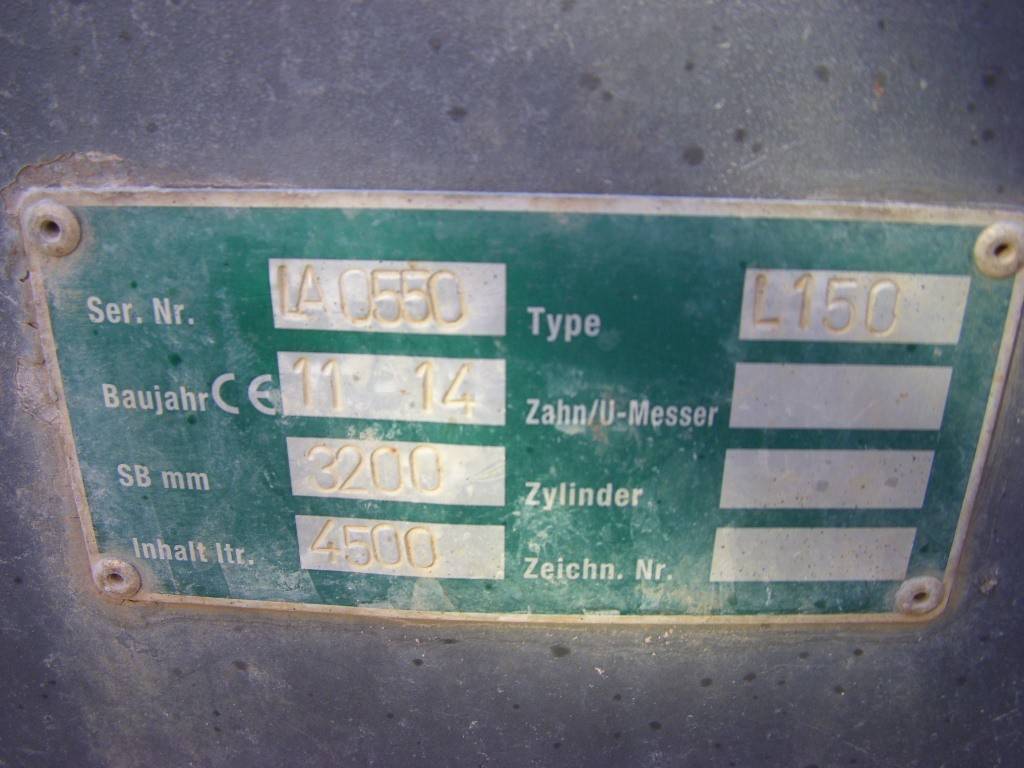 Ser. Nr. LA 0550 Type L150
Baujahr CE 11 14 Zahn/U-Messer
SB mm 3200 Zylinder
Inhalt ltr. 4500 Zeichn. Nr.